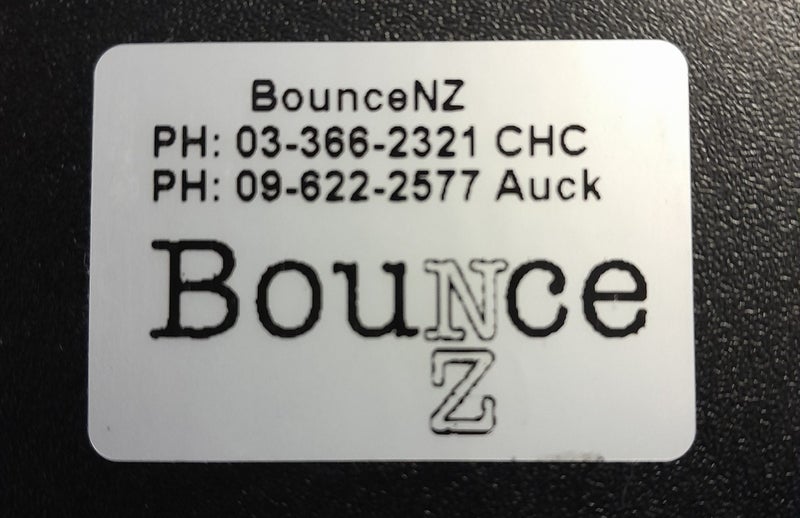 BounceNZ
PH: 03-366-2321 CHC
PH: 09-622-2577 Auck
BouNce
Z